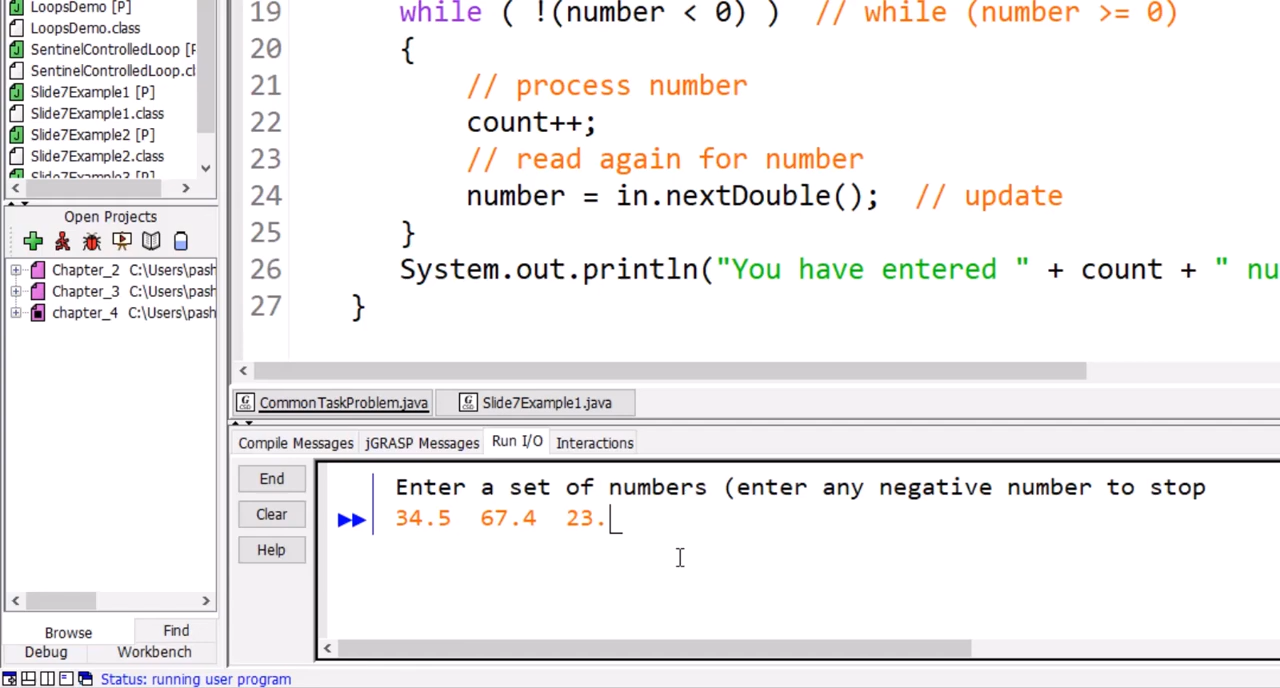 LoopsDemo [P]
LoopsDemo.class
SentinelControlledLoop [P
SentinelControlledLoop.cl
Slide7Example1 [P]
Slide7Example1.class
Slide7Example2 [P]
Slide7Example2.class
Slide7Example3 [P]
Open Projects
Chapter_2 C:\Users\pash
Chapter_3 C:\Users\pash
chapter_4 C:\Users\pash
Browse
Find
Debug
Workbench
19 while ( !(number < 0) ) // while (number >= 0)
20 {
21 // process number
22 count++;
23 // read again for number
24 number = in.nextDouble(); // update
25 }
26 System.out.println("You have entered " + count + " nu
27 }
CommonTaskProblem.java
Slide7Example1.java
Compile Messages
jGRASP Messages
Run I/O
Interactions
End
Clear
Help
Enter a set of numbers (enter any negative number to stop
34.5 67.4 23.
Status: running user program